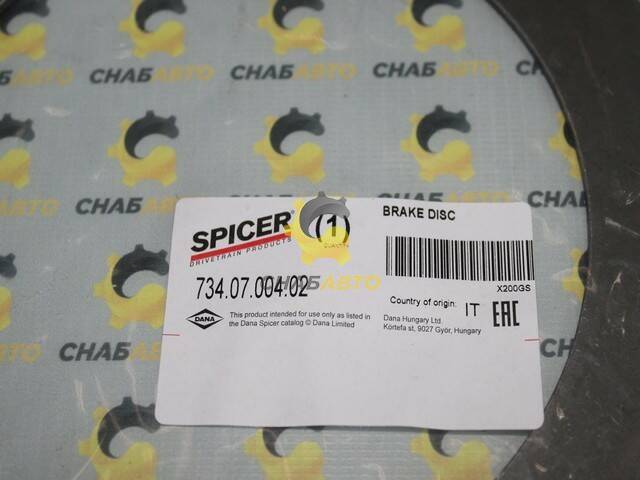 СНАБАВТО
СНАБАВТО
СНАБАВТО
СНАБАВТО
СНАБАВТО
SPICER®
DRIVETRAIN PRODUCTS
(1)
QUANTITY
BRAKE DISC
X200GS
734.07.004.02
СНАБАВТО
Country of origin: IT
EAC
DANA
This product intended for use only as listed in
the Dana Spicer catalog © Dana Limited
Dana Hungary Ltd.
Körtefa st, 9027 Győr, Hungary
СНАБАВТО
СНАБАВТО